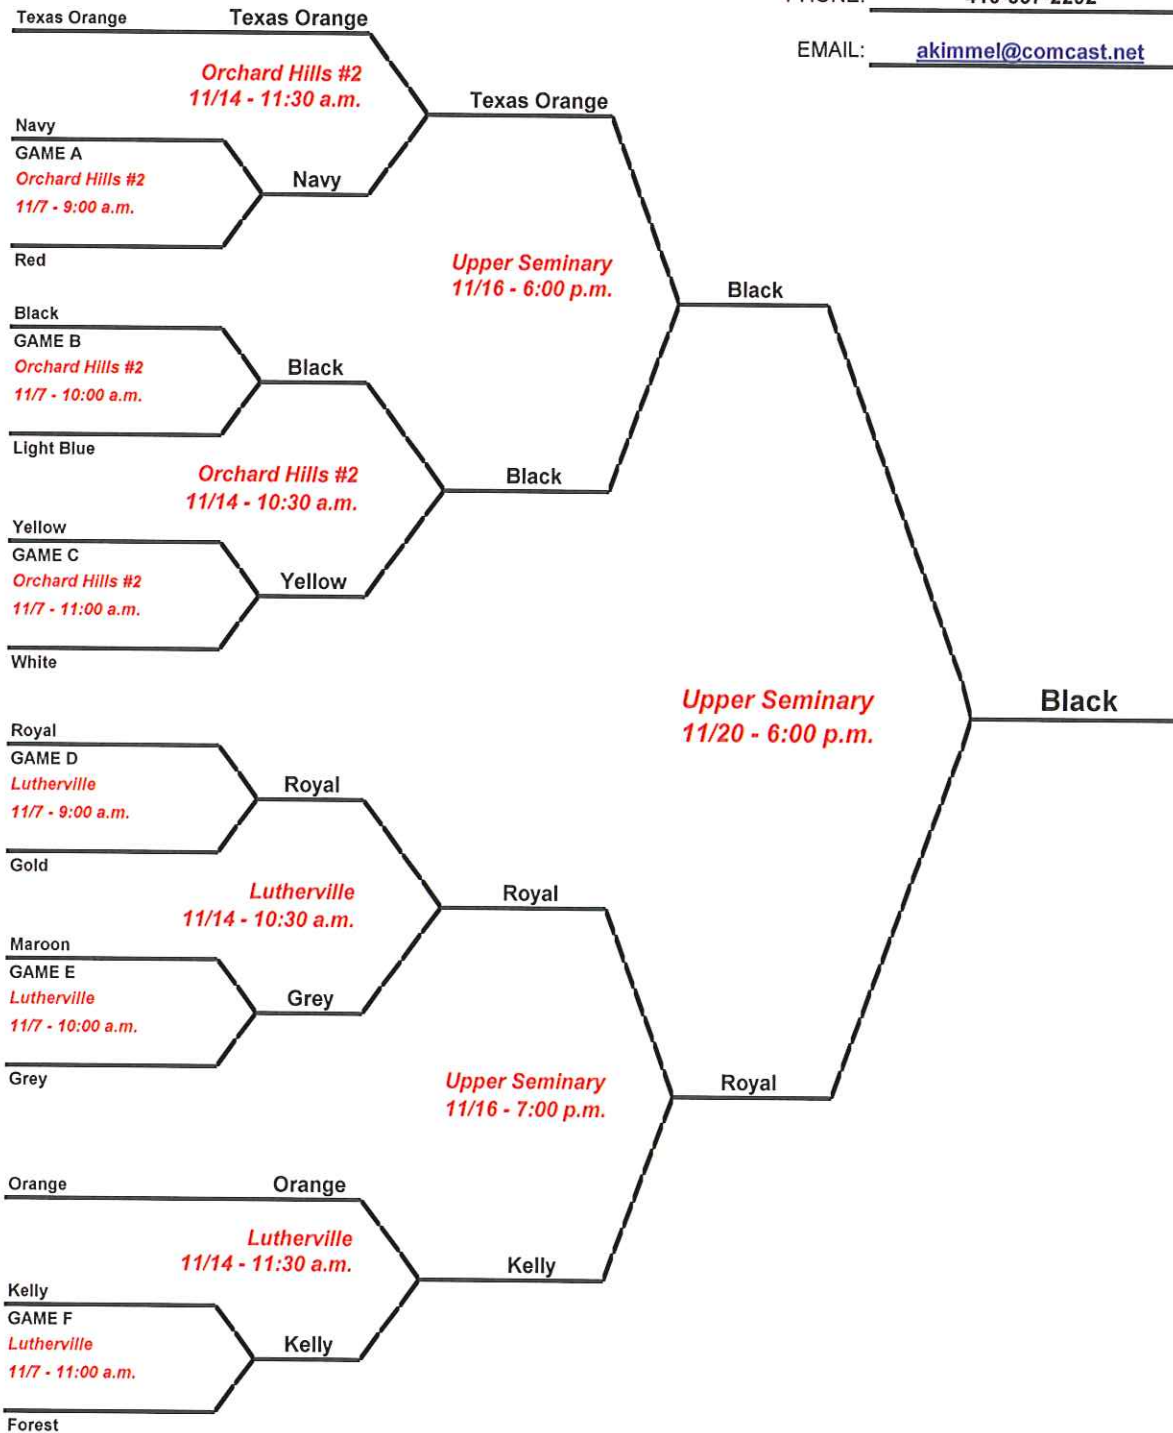 Texas Orange
Texas Orange
EMAIL: akimmel@comcast.net
Orchard Hills #2
11/14 - 11:30 a.m.
Texas Orange
Navy
GAME A
Orchard Hills #2
11/7 - 9:00 a.m.
Navy
Red
Upper Seminary
11/16 - 6:00 p.m.
Black
Black
GAME B
Orchard Hills #2
11/7 - 10:00 a.m.
Black
Light Blue
Orchard Hills #2
11/14 - 10:30 a.m.
Black
Yellow
GAME C
Orchard Hills #2
11/7 - 11:00 a.m.
Yellow
White
Upper Seminary
11/20 - 6:00 p.m.
Black
Royal
GAME D
Lutherville
11/7 - 9:00 a.m.
Royal
Gold
Lutherville
11/14 - 10:30 a.m.
Royal
Maroon
GAME E
Lutherville
11/7 - 10:00 a.m.
Grey
Grey
Upper Seminary
11/16 - 7:00 p.m.
Royal
Orange
Orange
Lutherville
11/14 - 11:30 a.m.
Kelly
Kelly
GAME F
Lutherville
11/7 - 11:00 a.m.
Kelly
Forest